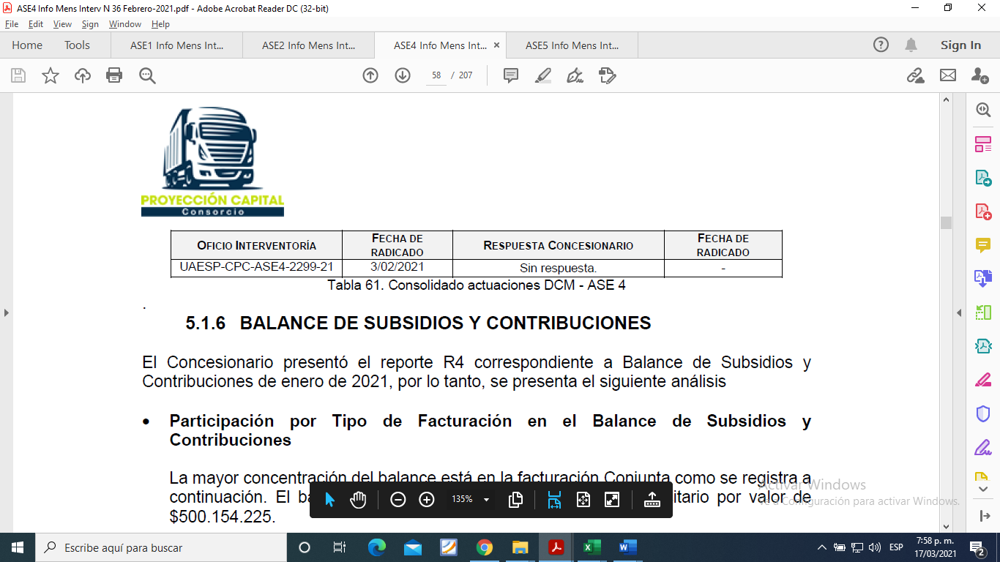 ASE4 Info Mens Interv N 36 Febrero-2021.pdf - Adobe Acrobat Reader DC (32-bit)
File Edit View Sign Window Help
Home Tools ASE1 Info Mens Int... ASE2 Info Mens Int... ASE4 Info Mens Int... × ASE5 Info Mens Int... Sign In
58 / 207
PROYECCIÓN CAPITAL
Consorcio
OFICIO INTERVENTORÍA FECHA DE RADICADO RESPUESTA CONCESIONARIO FECHA DE RADICADO
UAESP-CPC-ASE4-2299-21 3/02/2021 Sin respuesta. -
Tabla 61. Consolidado actuaciones DCM - ASE 4
.
5.1.6 BALANCE DE SUBSIDIOS Y CONTRIBUCIONES
El Concesionario presentó el reporte R4 correspondiente a Balance de Subsidios y
Contribuciones de enero de 2021, por lo tanto, se presenta el siguiente análisis
• Participación por Tipo de Facturación en el Balance de Subsidios y
Contribuciones
La mayor concentración del balance está en la facturación Conjunta como se registra a
continuación. El por valor de
$500.154.225.
135%
Activar Windows
Ve a Configuración para activar Windows.
Escribe aquí para buscar
ESP
7:58 p. m.
17/03/2021
2